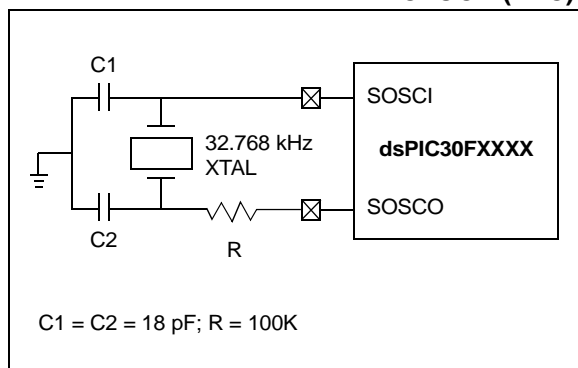 C1
SOSCI
32.768 kHz
XTAL
dsPIC30FXXXX
SOSCO
C2
R
C1 = C2 = 18 pF; R = 100K